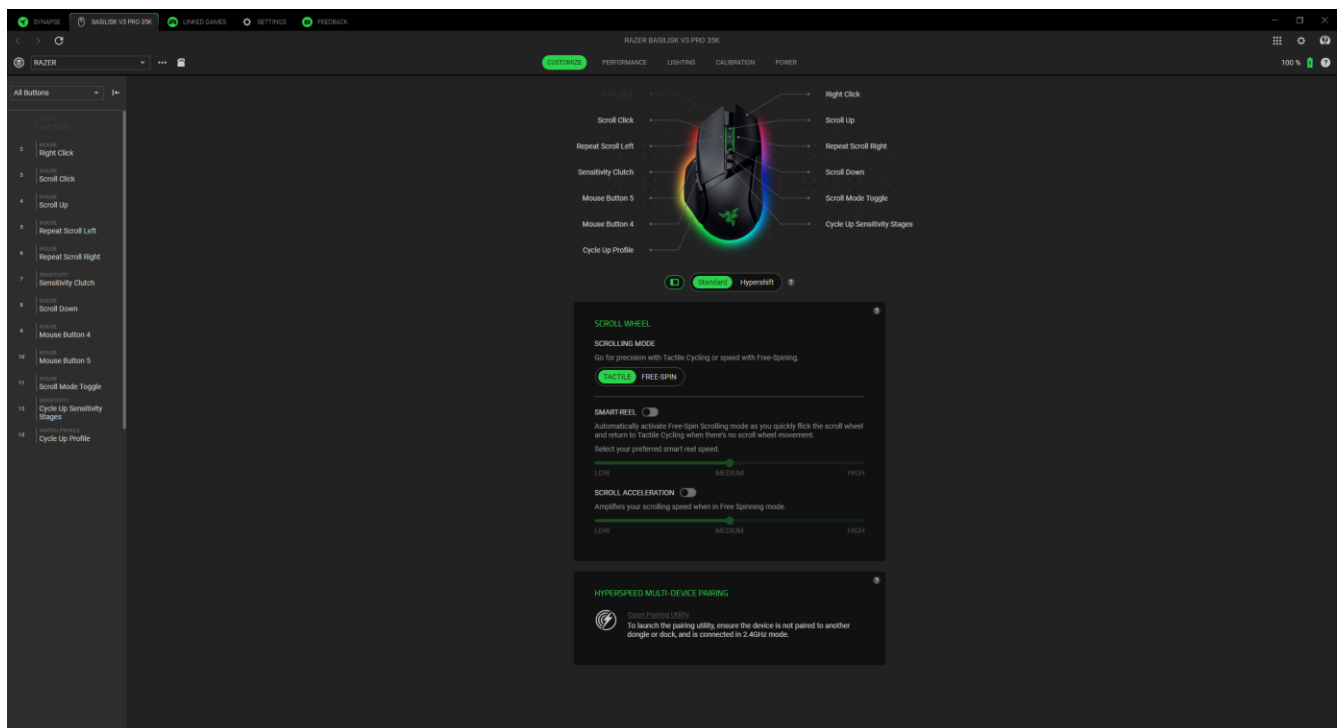 SYNAPSE
BASILISK V3 PRO 35K
LINKED GAMES
SETTINGS
FEEDBACK
RAZER BASILISK V3 PRO 35K
RAZER
CUSTOMIZE
PERFORMANCE
LIGHTING
CALIBRATION
POWER
100 %
All Buttons
MOUSE
Left Click
2
MOUSE
Right Click
3
MOUSE
Scroll Click
4
MOUSE
Scroll Up
5
MOUSE
Repeat Scroll Left
6
MOUSE
Repeat Scroll Right
7
SENSITIVITY
Sensitivity Clutch
8
MOUSE
Scroll Down
9
MOUSE
Mouse Button 4
10
MOUSE
Mouse Button 5
11
MOUSE
Scroll Mode Toggle
12
SENSITIVITY
Cycle Up Sensitivity
Stages
13
SWITCH PROFILE
Cycle Up Profile
Left Click
Scroll Click
Repeat Scroll Left
Sensitivity Clutch
Mouse Button 5
Mouse Button 4
Cycle Up Profile
Right Click
Scroll Up
Repeat Scroll Right
Scroll Down
Scroll Mode Toggle
Cycle Up Sensitivity Stages
Standard
Hypershift
?
SCROLL WHEEL
SCROLLING MODE
Go for precision with Tactile Cycling or speed with Free-Spining.
TACTILE
FREE-SPIN
SMART-REEL
Automatically activate Free-Spin Scrolling mode as you quickly flick the scroll wheel
and return to Tactile Cycling when there's no scroll wheel movement.
Select your preferred smart reel speed.
LOW
MEDIUM
HIGH
SCROLL ACCELERATION
Amplifies your scrolling speed when in Free Spinning mode.
LOW
MEDIUM
HIGH
HYPERSPEED MULTI-DEVICE PAIRING
Open Pairing Utility
To launch the pairing utility, ensure the device is not paired to another
dongle or dock, and is connected in 2.4GHz mode.